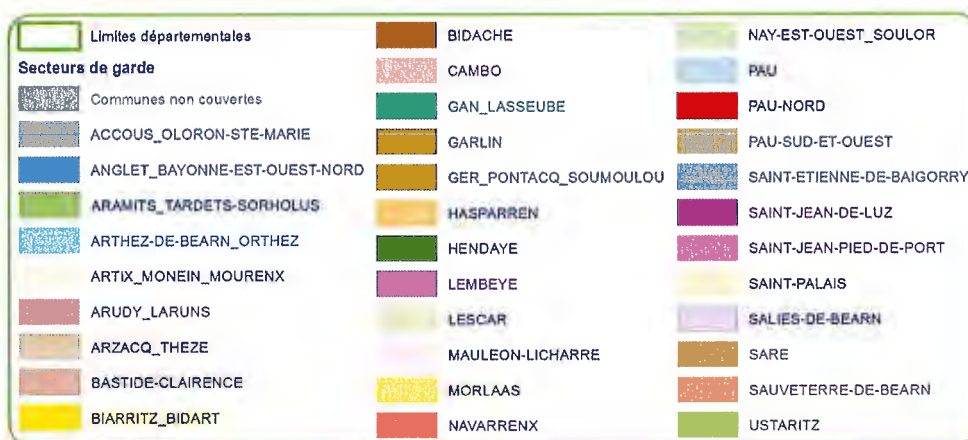 Limites départementales
Secteurs de garde
Communes non couvertes
ACCOUS_OLORON-STE-MARIE
ANGLET_BAYONNE-EST-OUEST-NORD
ARAMITS_TARDETS-SORHOLUS
ARTHEZ-DE-BEARN_ORTHEZ
ARTIX_MONEIN_MOURENX
ARUDY_LARUNS
ARZACQ_THEZE
BASTIDE-CLAIRENCE
BIARRITZ_BIDART
BIDACHE
CAMBO
GAN_LASSEUBE
GARLIN
GER_PONTACQ_SOUMOULOU
HASPARREN
HENDAYE
LEMBEYE
LESCAR
MAULEON-LICHARRE
MORLAAS
NAVARRENX
NAY-EST-OUEST_SOULOR
PAU
PAU-NORD
PAU-SUD-ET-OUEST
SAINT-ETIENNE-DE-BAIGORRY
SAINT-JEAN-DE-LUZ
SAINT-JEAN-PIED-DE-PORT
SAINT-PALAIS
SALIES-DE-BEARN
SARE
SAUVETERRE-DE-BEARN
USTARITZ